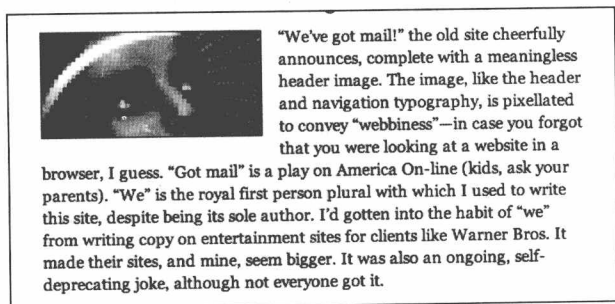 “We’ve got mail!” the old site cheerfully
announces, complete with a meaningless
header image. The image, like the header
and navigation typography, is pixellated
to convey “webbiness”—in case you forgot
that you were looking at a website in a
browser, I guess. “Got mail” is a play on America On-line (kids, ask your
parents). “We” is the royal first person plural with which I used to write
this site, despite being its sole author. I’d gotten into the habit of “we”
from writing copy on entertainment sites for clients like Warner Bros. It
made their sites, and mine, seem bigger. It was also an ongoing, self-
deprecating joke, although not everyone got it.